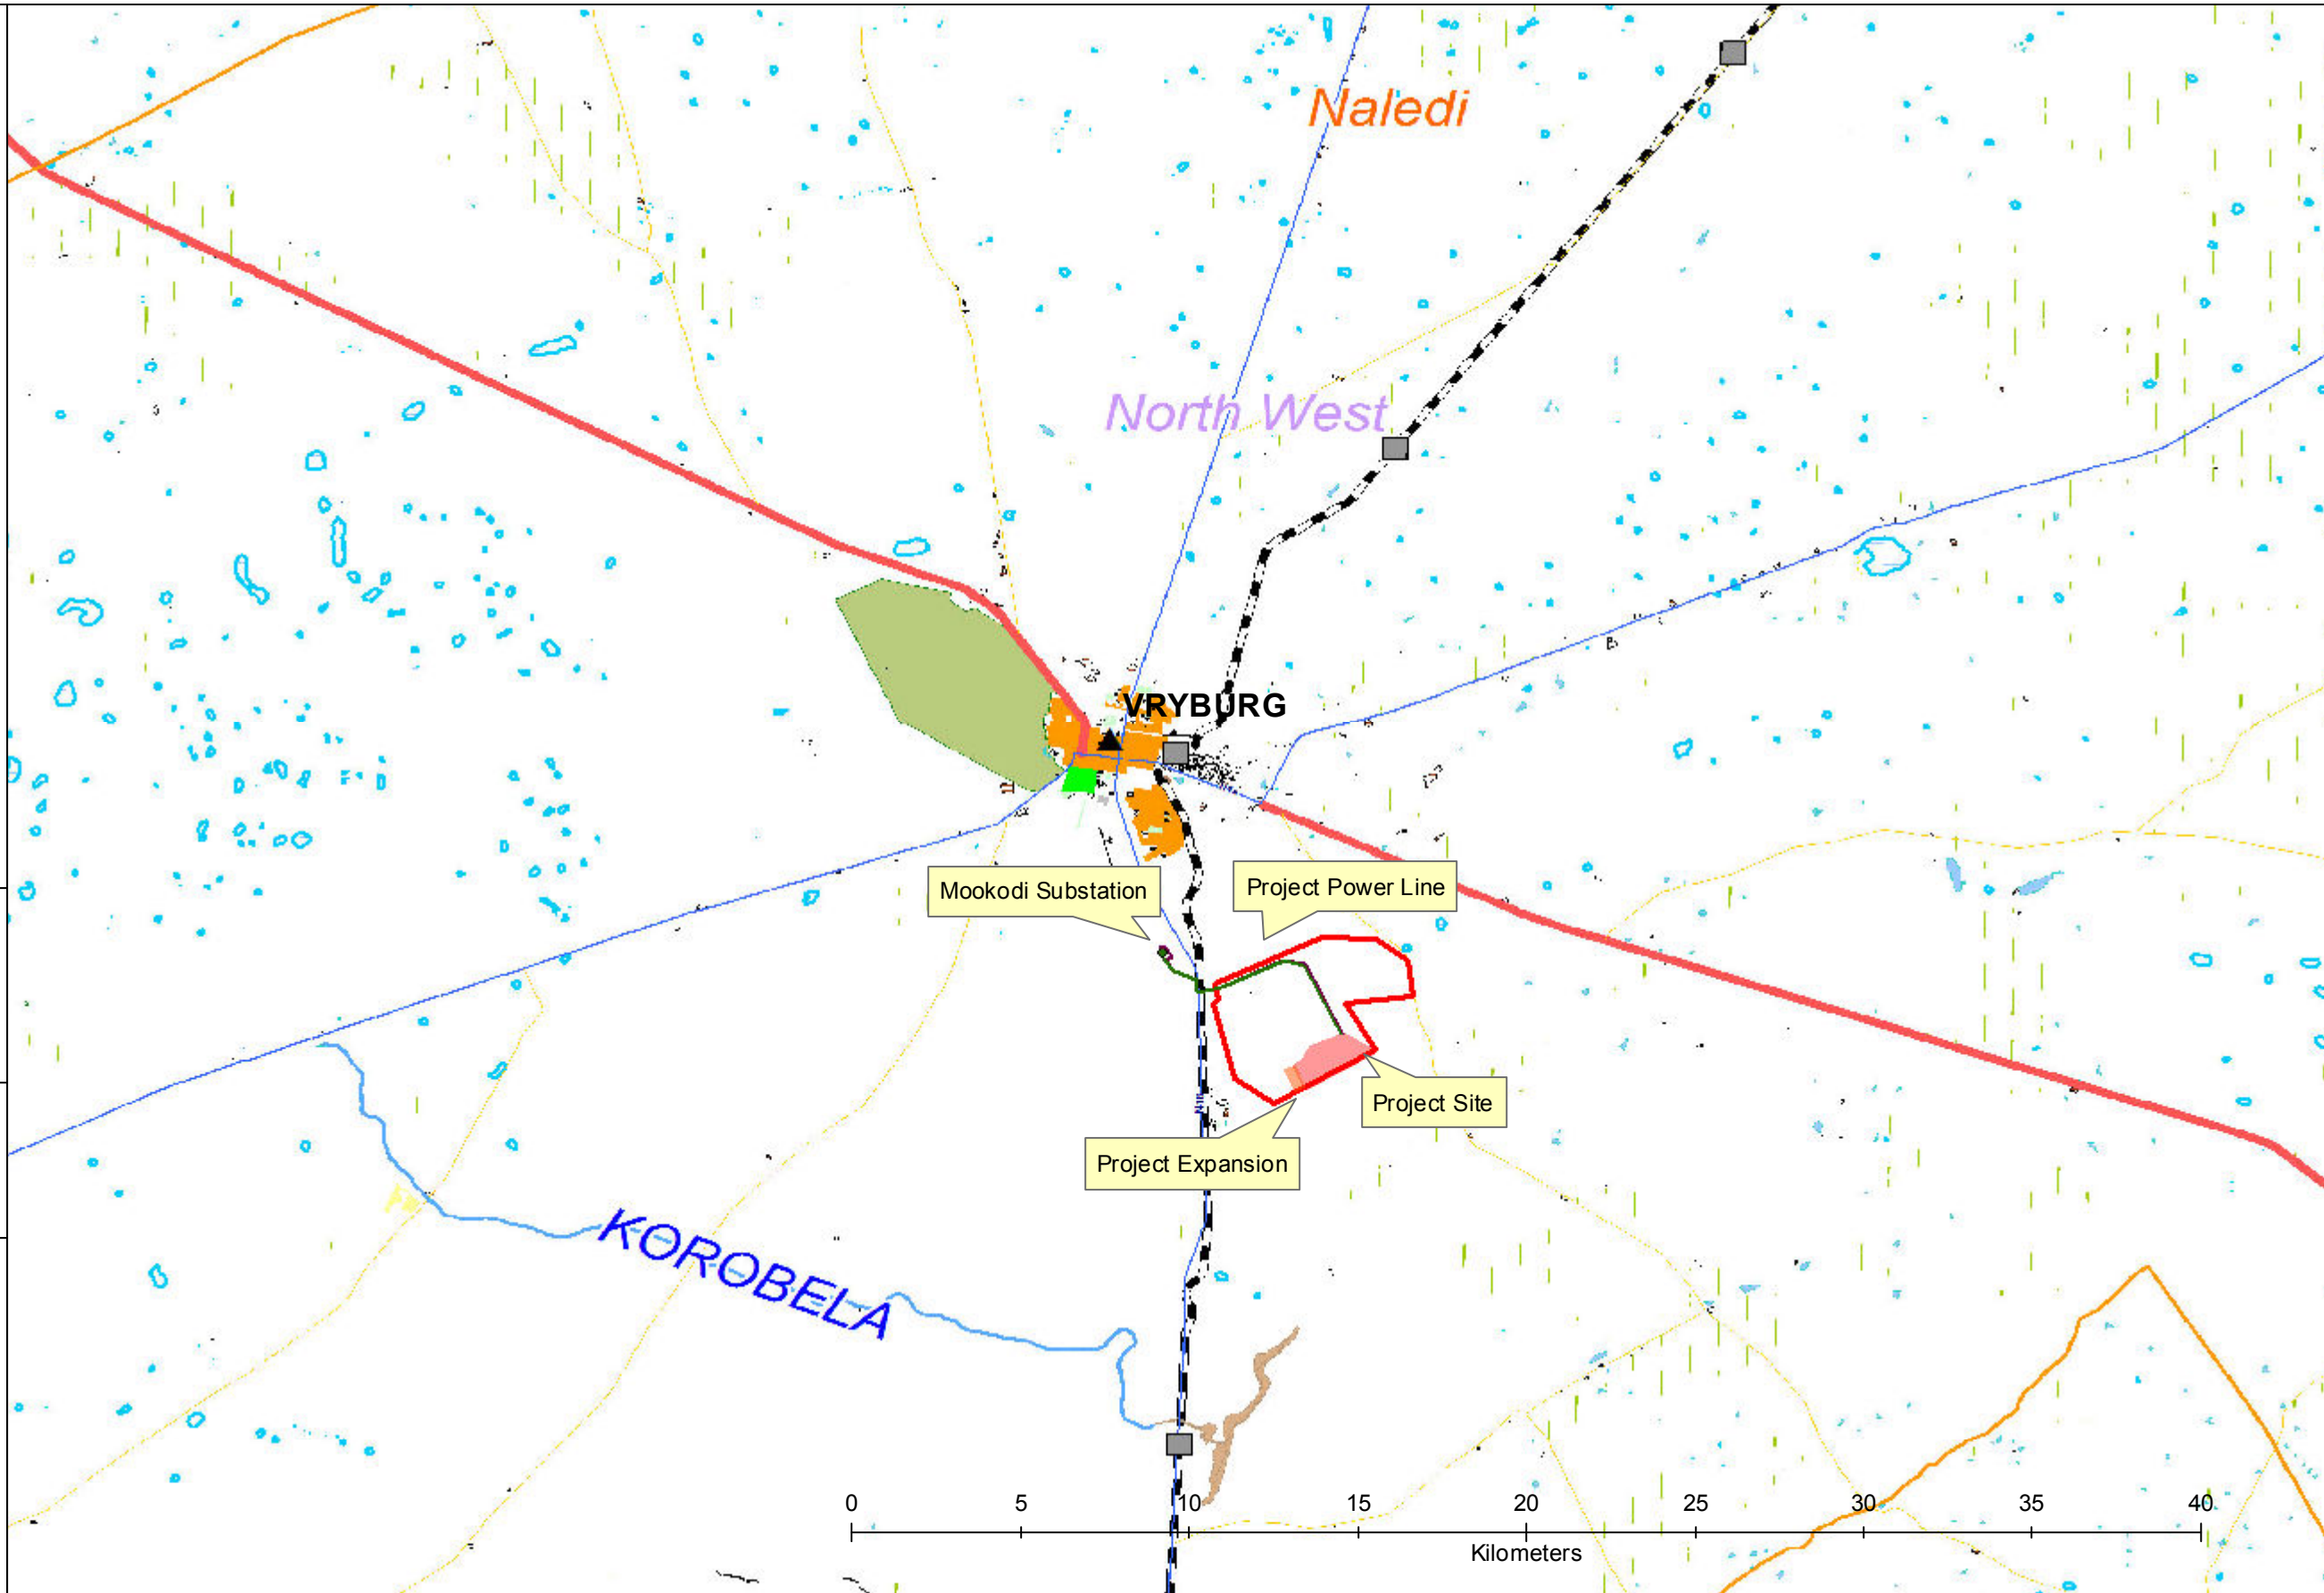 Naledi
North West
VRYBURG
Mookodi Substation
Project Power Line
Project Site
Project Expansion
KOROBELA
0 5 10 15 20 25 30 35 40
Kilometers